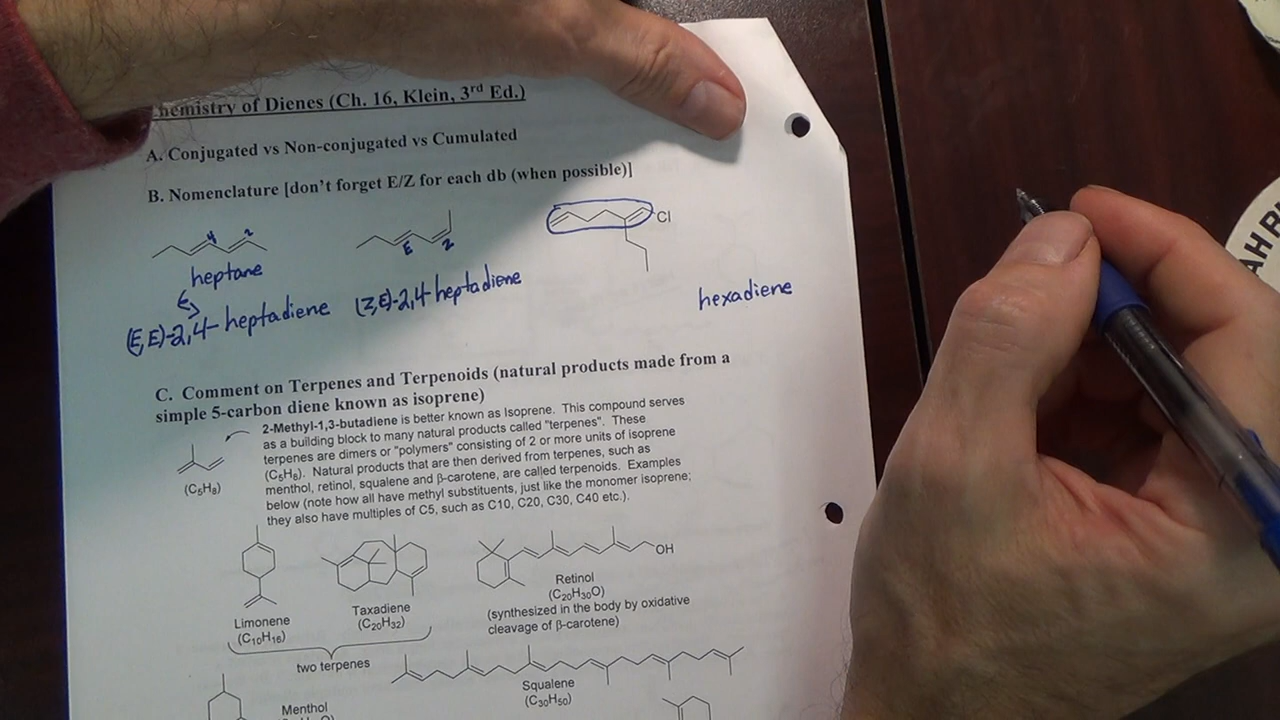 hemistry of Dienes (Ch. 16, Klein, 3rd Ed.)
A. Conjugated vs Non-conjugated vs Cumulated
B. Nomenclature [don't forget E/Z for each db (when possible)]
4 2
E Z
Cl
heptane
(E,E)-2,4-heptadiene
(Z,E)-2,4-heptadiene
hexadiene
C. Comment on Terpenes and Terpenoids (natural products made from a
simple 5-carbon diene known as isoprene)
2-Methyl-1,3-butadiene is better known as Isoprene. This compound serves
as a building block to many natural products called "terpenes". These
terpenes are dimers or "polymers" consisting of 2 or more units of isoprene
(C5H8). Natural products that are then derived from terpenes, such as
menthol, retinol, squalene and β-carotene, are called terpenoids. Examples
below (note how all have methyl substituents, just like the monomer isoprene;
they also have multiples of C5, such as C10, C20, C30, C40 etc.).
(C5H8)
OH
Limonene
(C10H16)
Taxadiene
(C20H32)
Retinol
(C20H30O)
(synthesized in the body by oxidative
cleavage of β-carotene)
two terpenes
Squalene
(C30H50)
Menthol